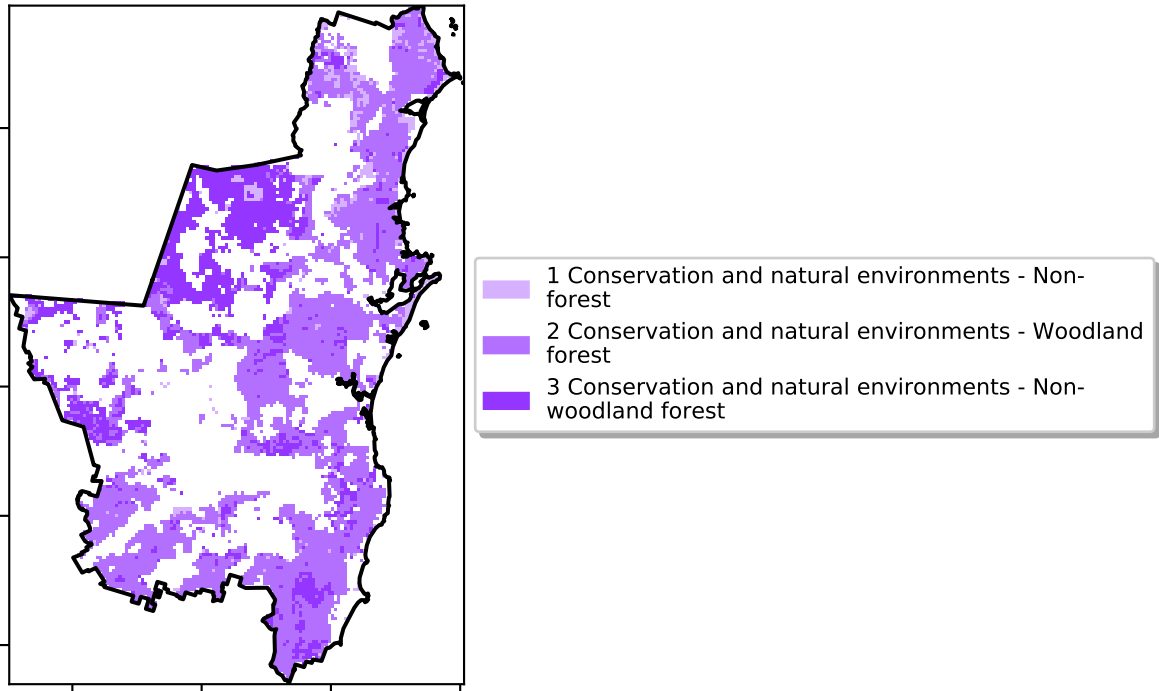 1 Conservation and natural environments - Non-
forest
2 Conservation and natural environments - Woodland
forest
3 Conservation and natural environments - Non-
woodland forest